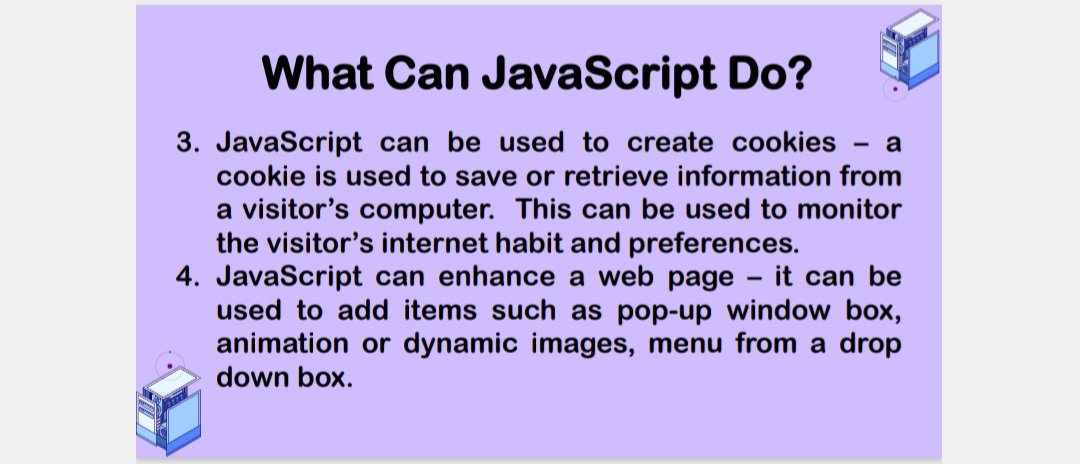 What Can JavaScript Do?
3. JavaScript can be used to create cookies – a
cookie is used to save or retrieve information from
a visitor’s computer.  This can be used to monitor
the visitor’s internet habit and preferences.
4. JavaScript can enhance a web page – it can be
used to add items such as pop-up window box,
animation or dynamic images, menu from a drop
down box.